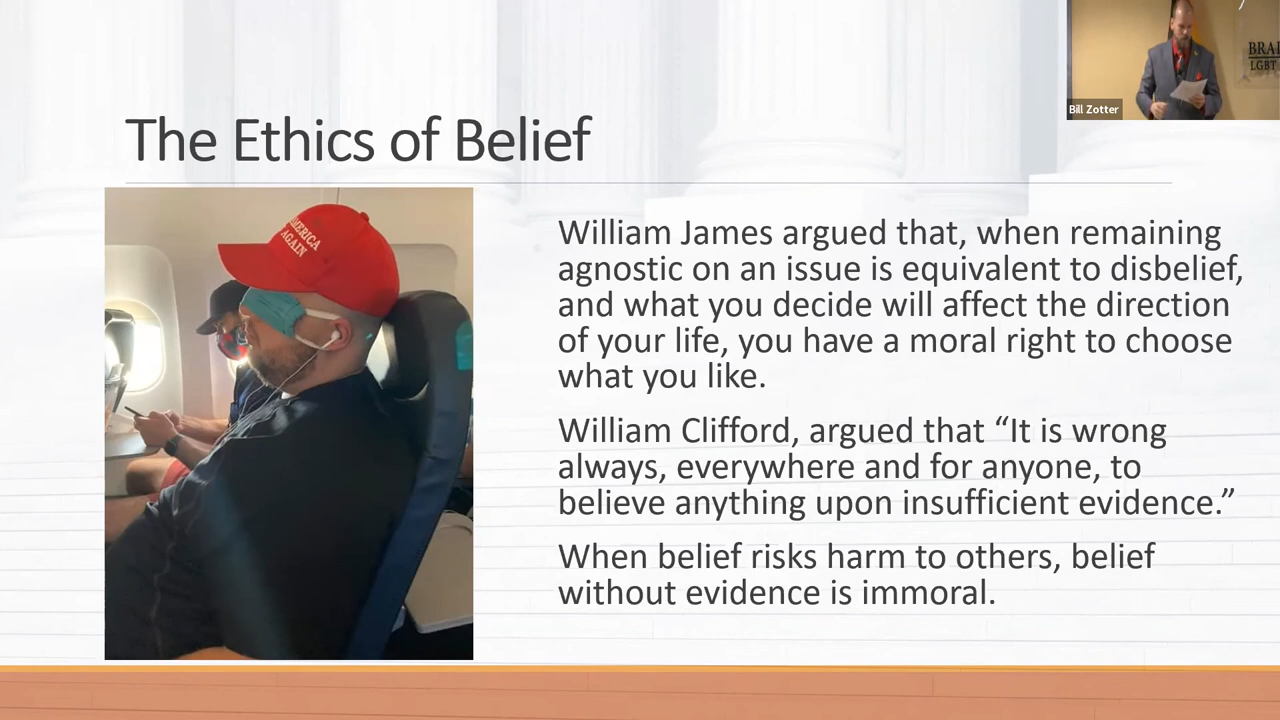 The Ethics of Belief
William James argued that, when remaining
agnostic on an issue is equivalent to disbelief,
and what you decide will affect the direction
of your life, you have a moral right to choose
what you like.
William Clifford, argued that “It is wrong
always, everywhere and for anyone, to
believe anything upon insufficient evidence.”
When belief risks harm to others, belief
without evidence is immoral.
AMERICA
AGAIN
Bill Zotter
BRAD
LGBT